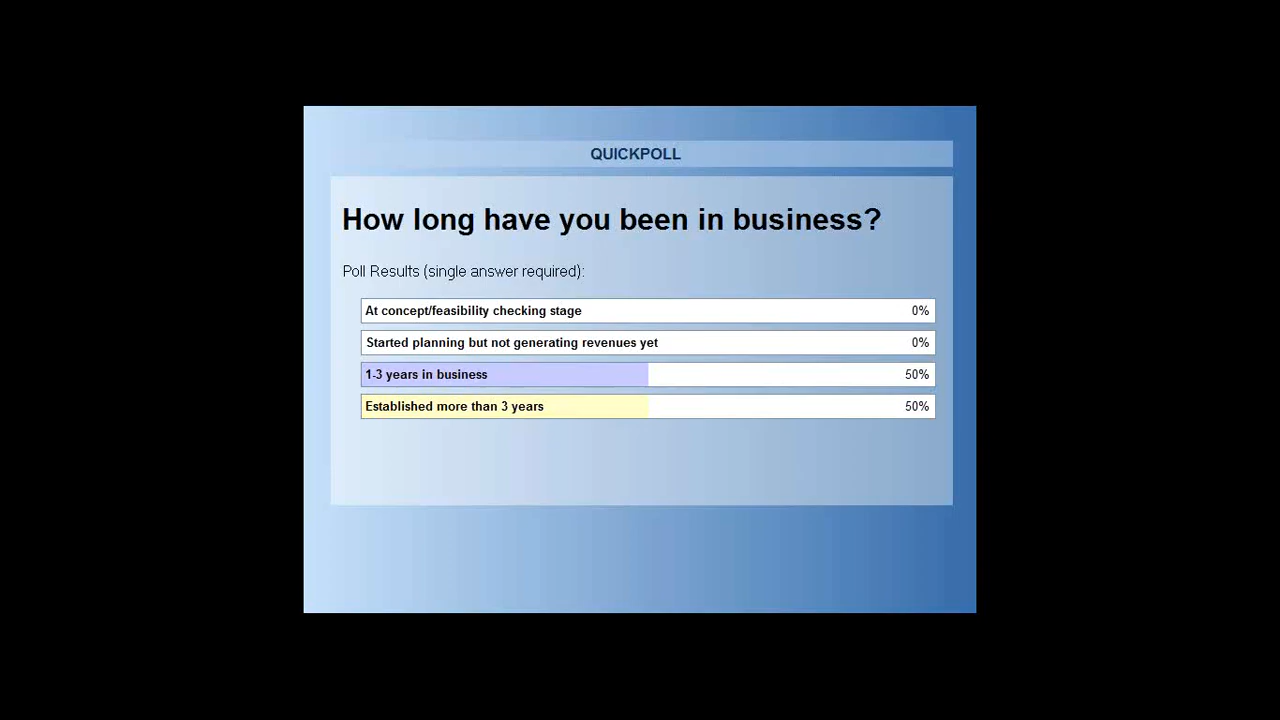 QUICKPOLL
How long have you been in business?
Poll Results (single answer required):
At concept/feasibility checking stage 0%
Started planning but not generating revenues yet 0%
1-3 years in business 50%
Established more than 3 years 50%